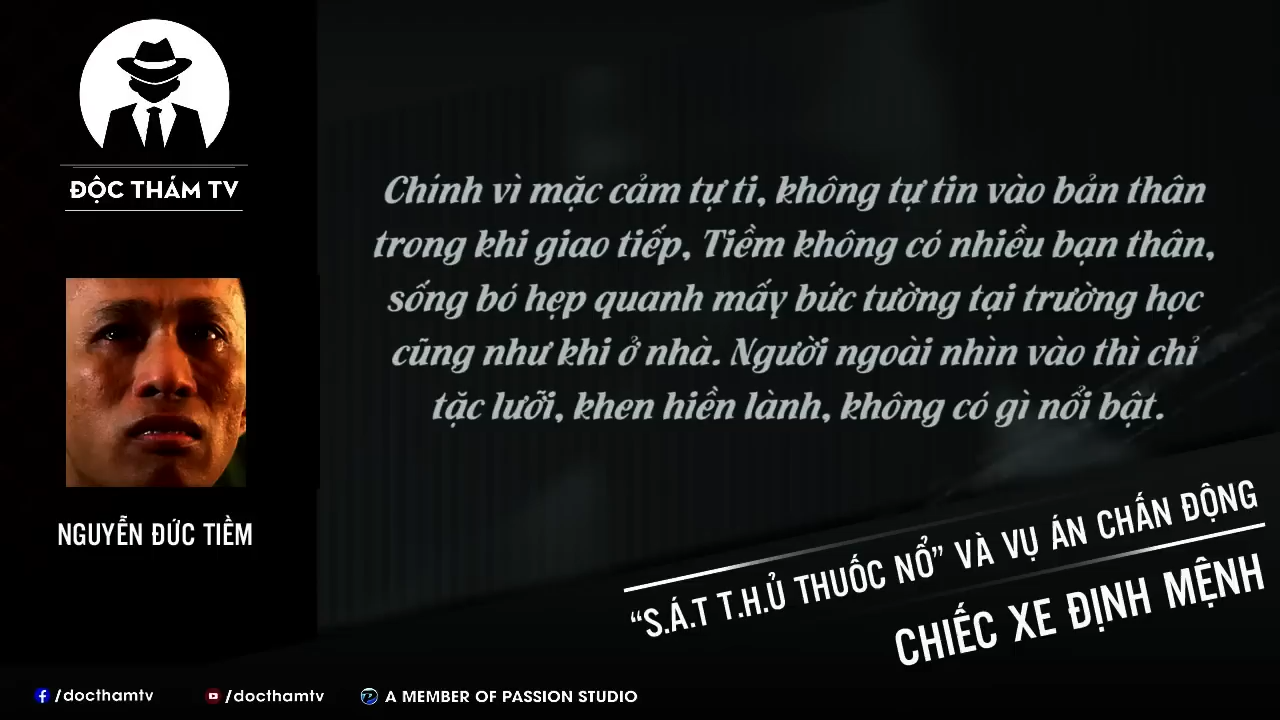 ĐỘC THÁM TV
NGUYỄN ĐỨC TIỀM
Chính vì mặc cảm tự ti, không tự tin vào bản thân
trong khi giao tiếp, Tiềm không có nhiều bạn thân,
sống bó hẹp quanh mấy bức tường tại trường học
cũng như khi ở nhà. Người ngoài nhìn vào thì chỉ
tặc lưỡi, khen hiền lành, không có gì nổi bật.
“S.Á.T T.H.Ủ THUỐC NỔ” VÀ VỤ ÁN CHẤN ĐỘNG
CHIẾC XE ĐỊNH MỆNH
/docthamtv
/docthamtv
A MEMBER OF PASSION STUDIO